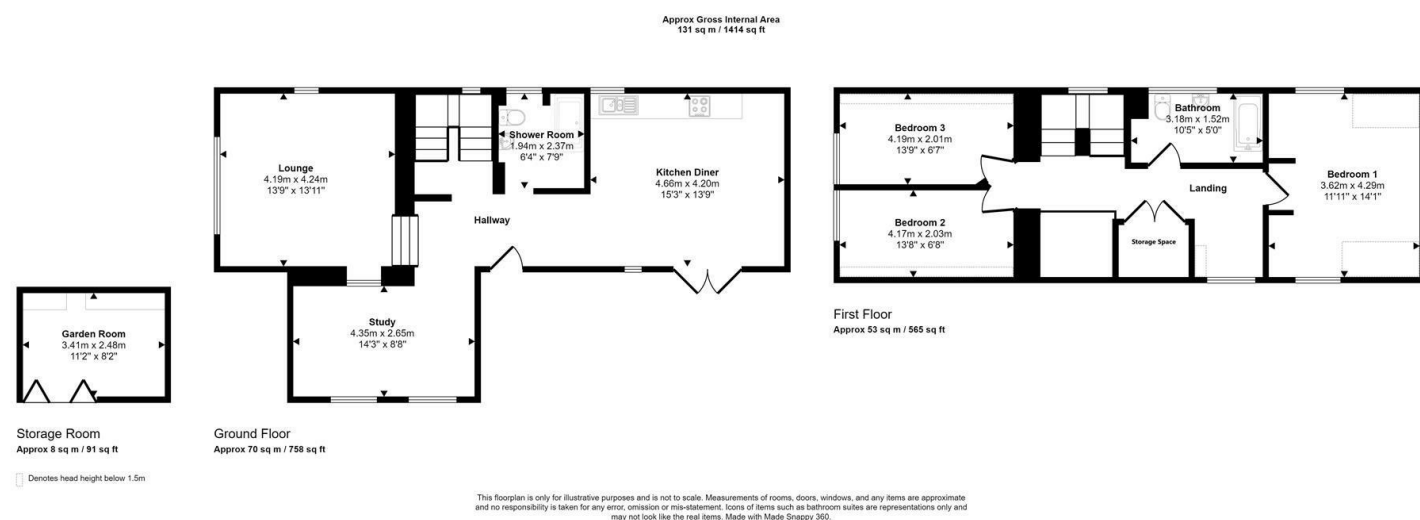 Approx Gross Internal Area
131 sq m / 1414 sq ft
Lounge
4.19m x 4.24m
13'9" x 13'11"
Shower Room
1.94m x 2.37m
6'4" x 7'9"
Kitchen Diner
4.66m x 4.20m
15'3" x 13'9"
Hallway
Study
4.35m x 2.65m
14'3" x 8'8"
Garden Room
3.41m x 2.48m
11'2" x 8'2"
Storage Room
Approx 8 sq m / 91 sq ft
Denotes head height below 1.5m
Ground Floor
Approx 70 sq m / 758 sq ft
Bedroom 3
4.19m x 2.01m
13'9" x 6'7"
Bedroom 2
4.17m x 2.03m
13'8" x 6'8"
Bathroom
3.18m x 1.52m
10'5" x 5'0"
Landing
Storage Space
Bedroom 1
3.62m x 4.29m
11'11" x 14'1"
First Floor
Approx 53 sq m / 565 sq ft
This floorplan is only for illustrative purposes and is not to scale. Measurements of rooms, doors, windows, and any items are approximate
and no responsibility is taken for any error, omission or mis-statement. Icons of items such as bathroom suites are representations only and
may not look like the real items. Made with Made Snappy 360.